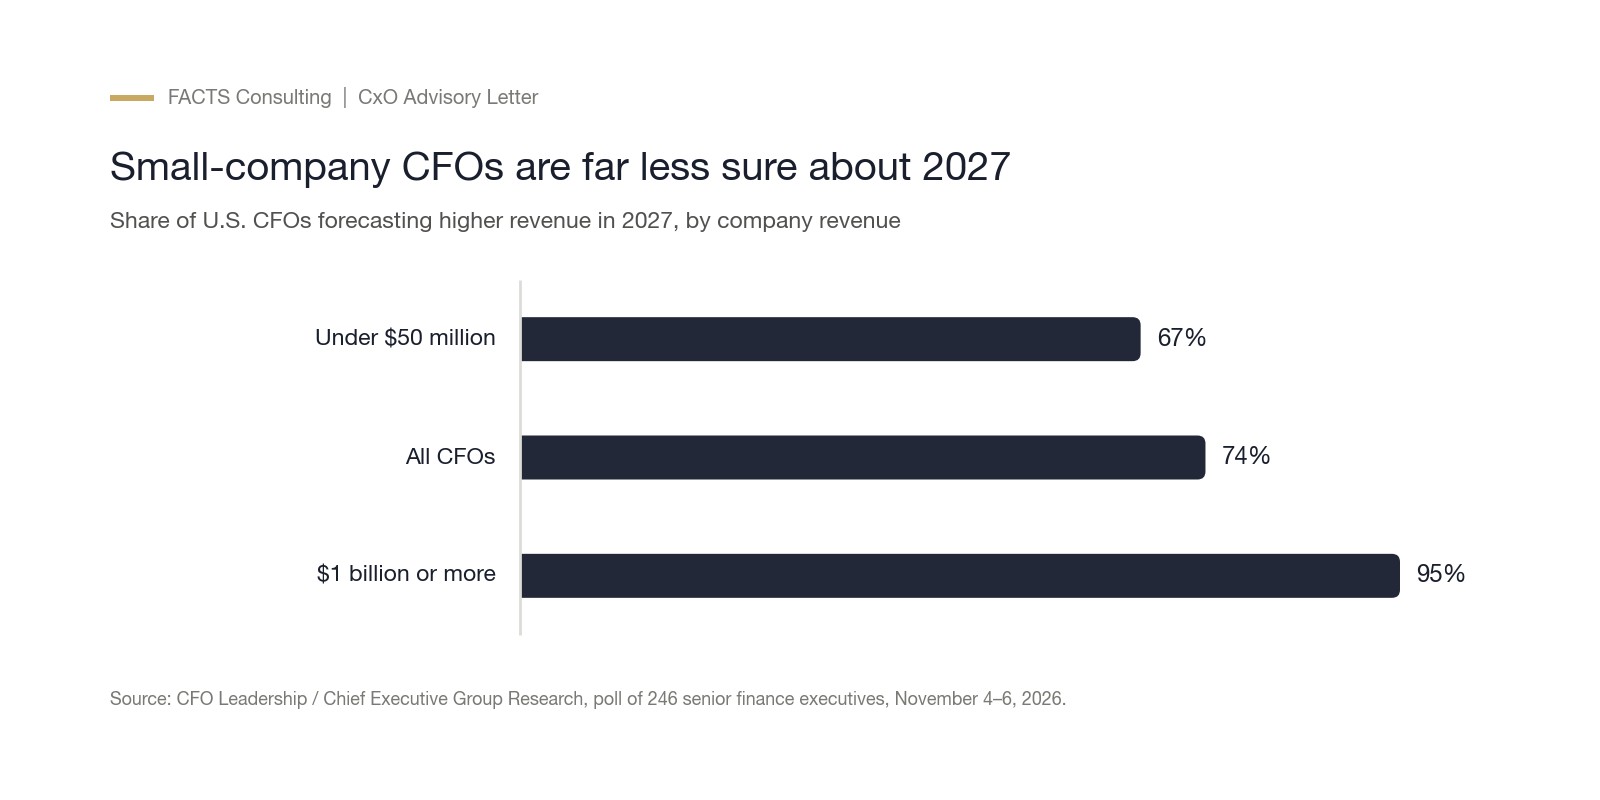 FACTS Consulting | CxO Advisory Letter
Small-company CFOs are far less sure about 2027
Share of U.S. CFOs forecasting higher revenue in 2027, by company revenue
Under $50 million 67%
All CFOs 74%
$1 billion or more 95%
Source: CFO Leadership / Chief Executive Group Research, poll of 246 senior finance executives, November 4–6, 2026.